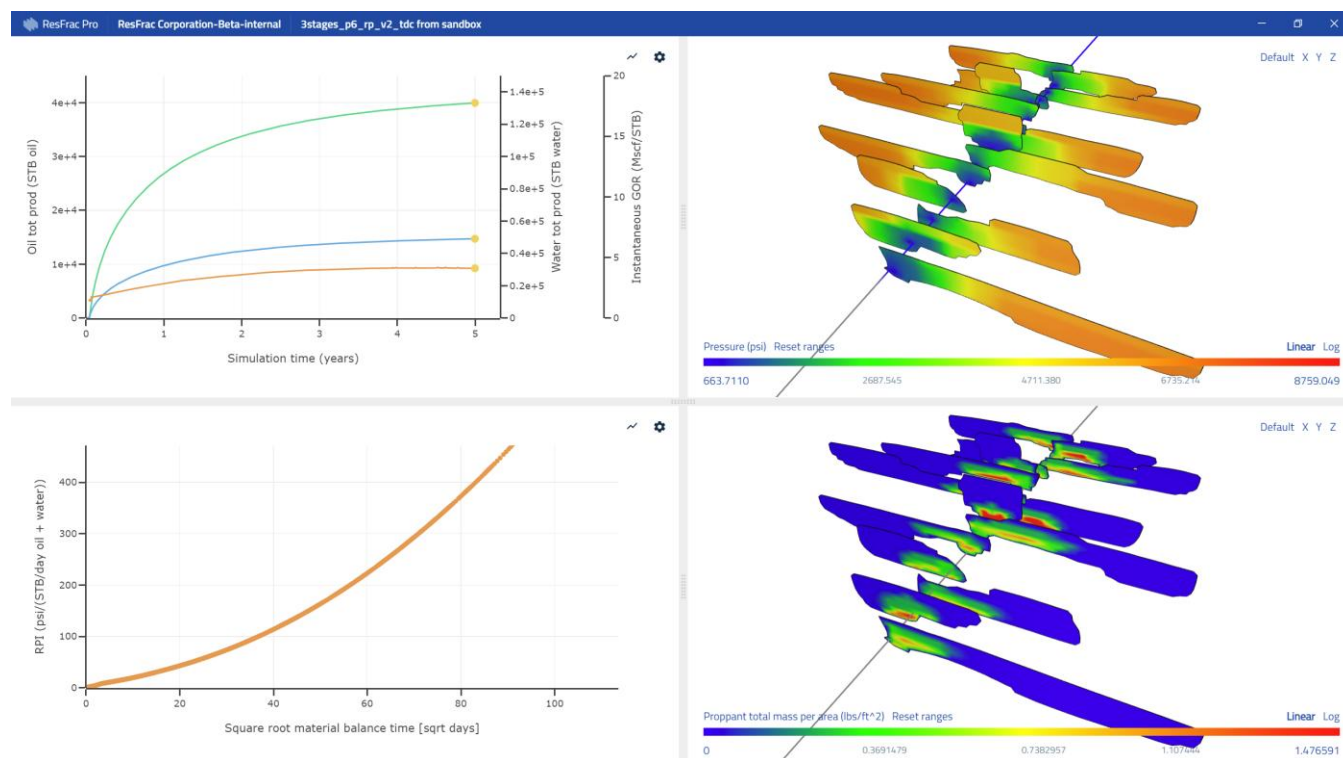 ResFrac Pro ResFrac Corporation-Beta-internal 3stages_p6_rp_v2_tdc from sandbox
Oil tot prod (STB oil)
4e+4
3e+4
2e+4
1e+4
0
1.4e+5
1.2e+5
1e+5
0.8e+5
0.6e+5
0.4e+5
0.2e+5
0
Water tot prod (STB water)
20
15
10
5
0
Instantaneous GOR (Mscf/STB)
0 1 2 3 4 5
Simulation time (years)
Default X Y Z
Pressure (psi) Reset ranges Linear Log
663.7110 2687.545 4711.380 6735.214 8759.049
RPI (psi/(STB/day oil + water))
400
300
200
100
0
0 20 40 60 80 100
Square root material balance time [sqrt days]
Default X Y Z
Proppant total mass per area (lbs/ft^2) Reset ranges Linear Log
0 0.3691479 0.7382957 1.107444 1.476591